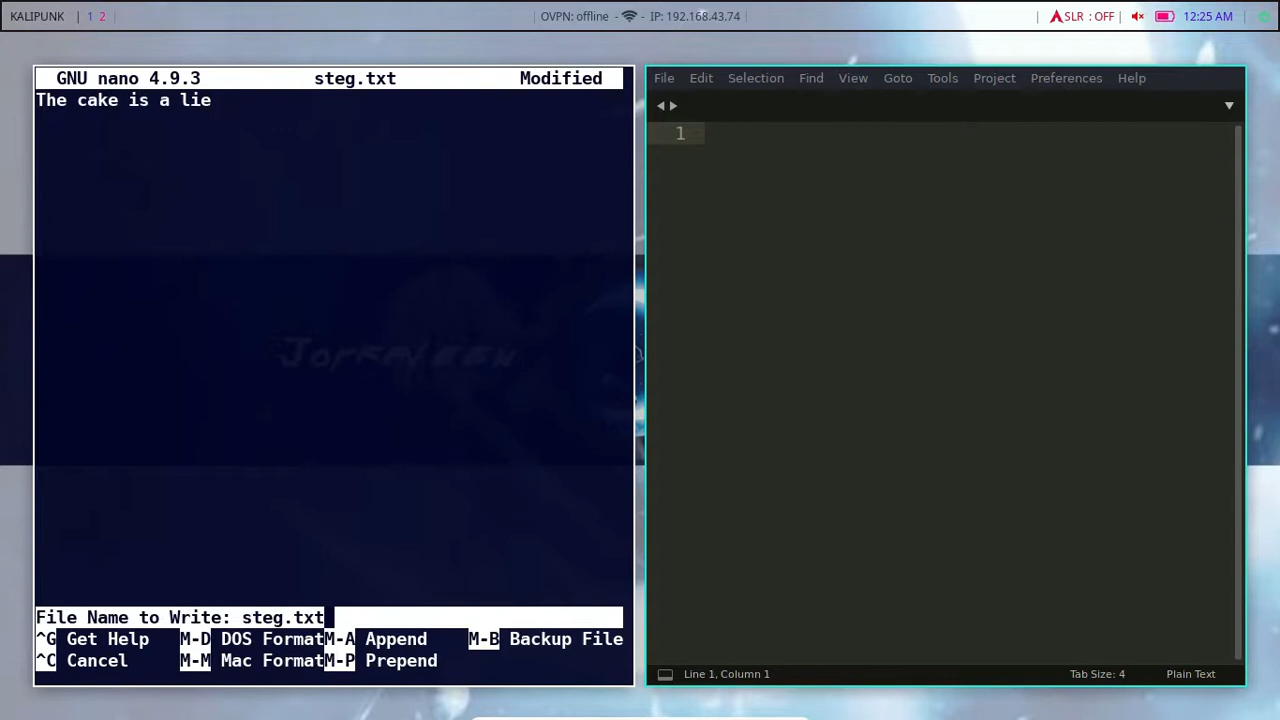 KALIPUNK | 1 2 | OVPN: offline - - IP: 192.168.43.74 | | SLR : OFF 12:25 AM |
GNU nano 4.9.3 steg.txt Modified
The cake is a lie
File Name to Write: steg.txt
^G Get Help M-D DOS Format M-A Append M-B Backup File
^C Cancel M-M Mac Format M-P Prepend
File Edit Selection Find View Goto Tools Project Preferences Help
1
Line 1, Column 1 Tab Size: 4 Plain Text